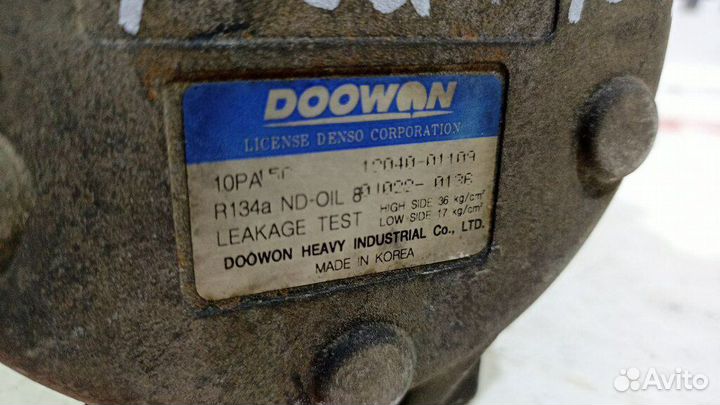 DOOWON
LICENSE DENSO CORPORATION
10PA15C
R134a ND-OIL 8
LEAKAGE TEST HIGH SIDE 36 kg/cm²
LOW SIDE 17 kg/cm²
DOOWON HEAVY INDUSTRIAL Co., LTD.
MADE IN KOREA
Avito